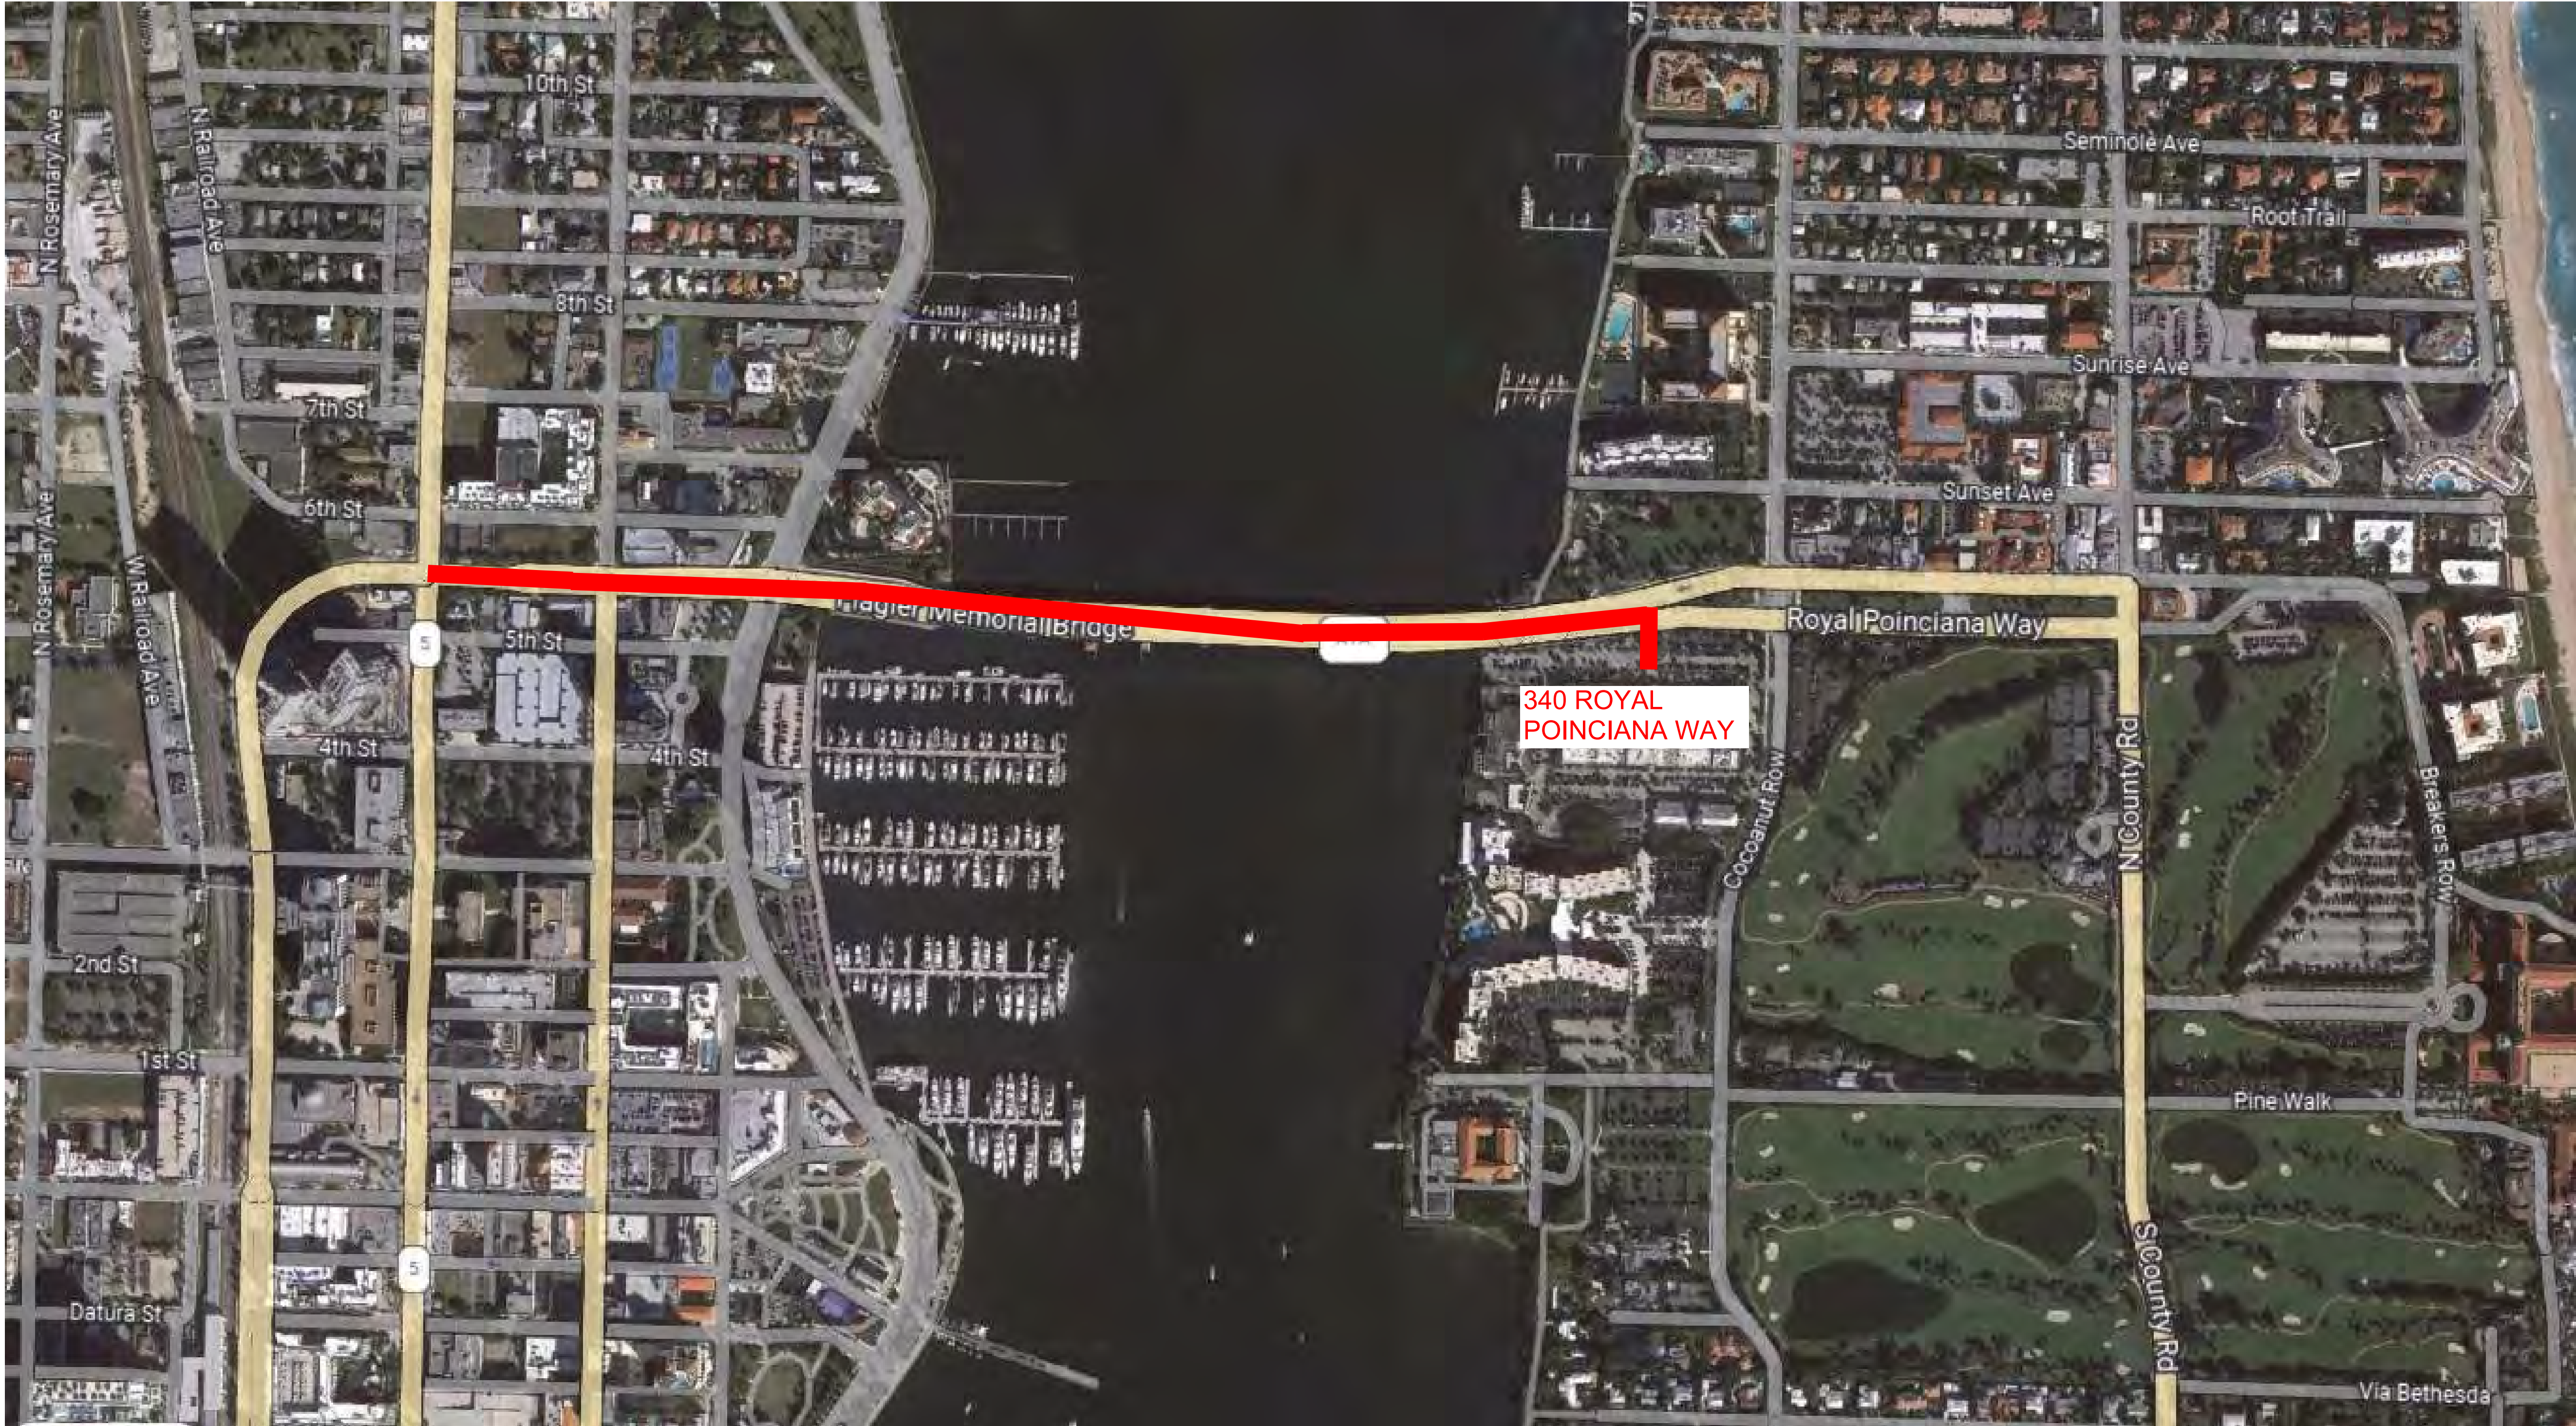 10th St
N Rosemary Ave
N Railroad Ave
Seminole Ave
Root Trail
8th St
Sunrise Ave
7th St
6th St
Sunset Ave
N Rosemary Ave
W Railroad Ave
Flagler Memorial Bridge
Royal Poinciana Way
5
5th St
340 ROYAL
POINCIANA WAY
4th St
4th St
N County Rd
Cocoanut Row
Breakers Row
2nd St
1st St
Pine Walk
5
S County Rd
Datura St
Via Bethesda